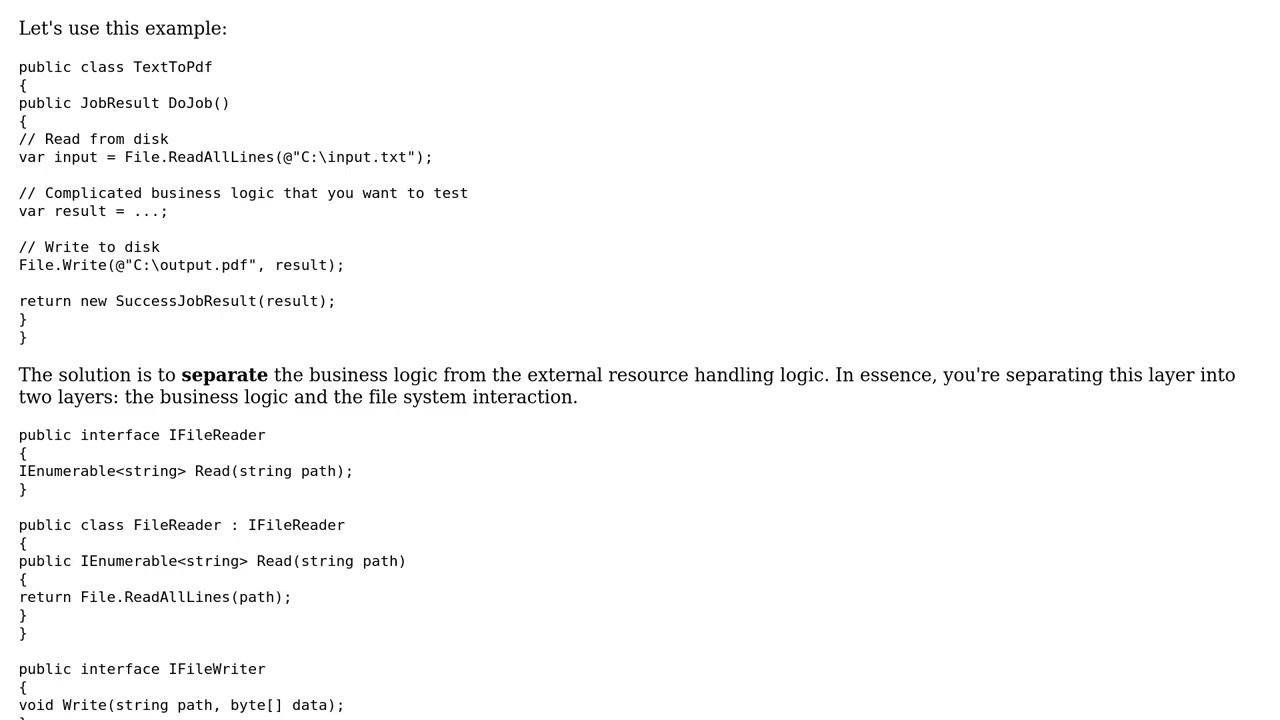 Let's use this example:
public class TextToPdf
{
public JobResult DoJob()
{
// Read from disk
var input = File.ReadAllLines(@"C:\input.txt");
// Complicated business logic that you want to test
var result = ...;
// Write to disk
File.Write(@"C:\output.pdf", result);
return new SuccessJobResult(result);
}
}
The solution is to separate the business logic from the external resource handling logic. In essence, you're separating this layer into
two layers: the business logic and the file system interaction.
public interface IFileReader
{
IEnumerable<string> Read(string path);
}
public class FileReader : IFileReader
{
public IEnumerable<string> Read(string path)
{
return File.ReadAllLines(path);
}
}
public interface IFileWriter
{
void Write(string path, byte[] data);
}